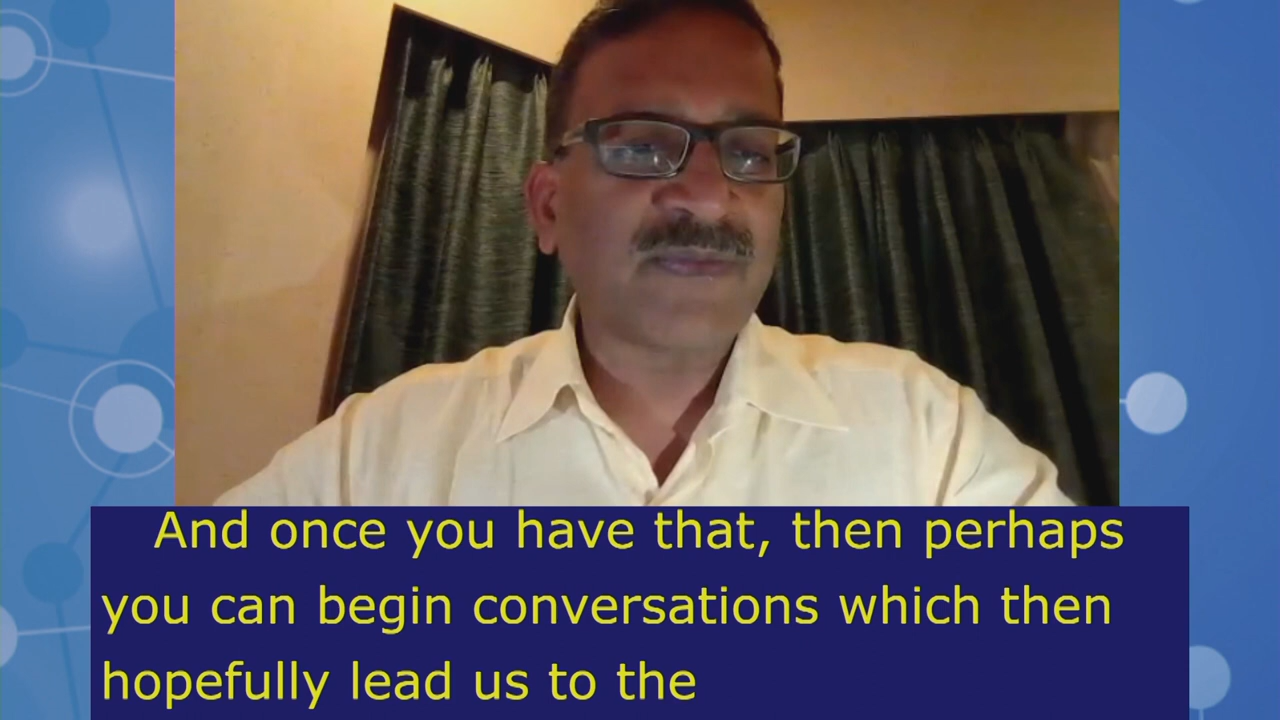 And once you have that, then perhaps
you can begin conversations which then
hopefully lead us to the